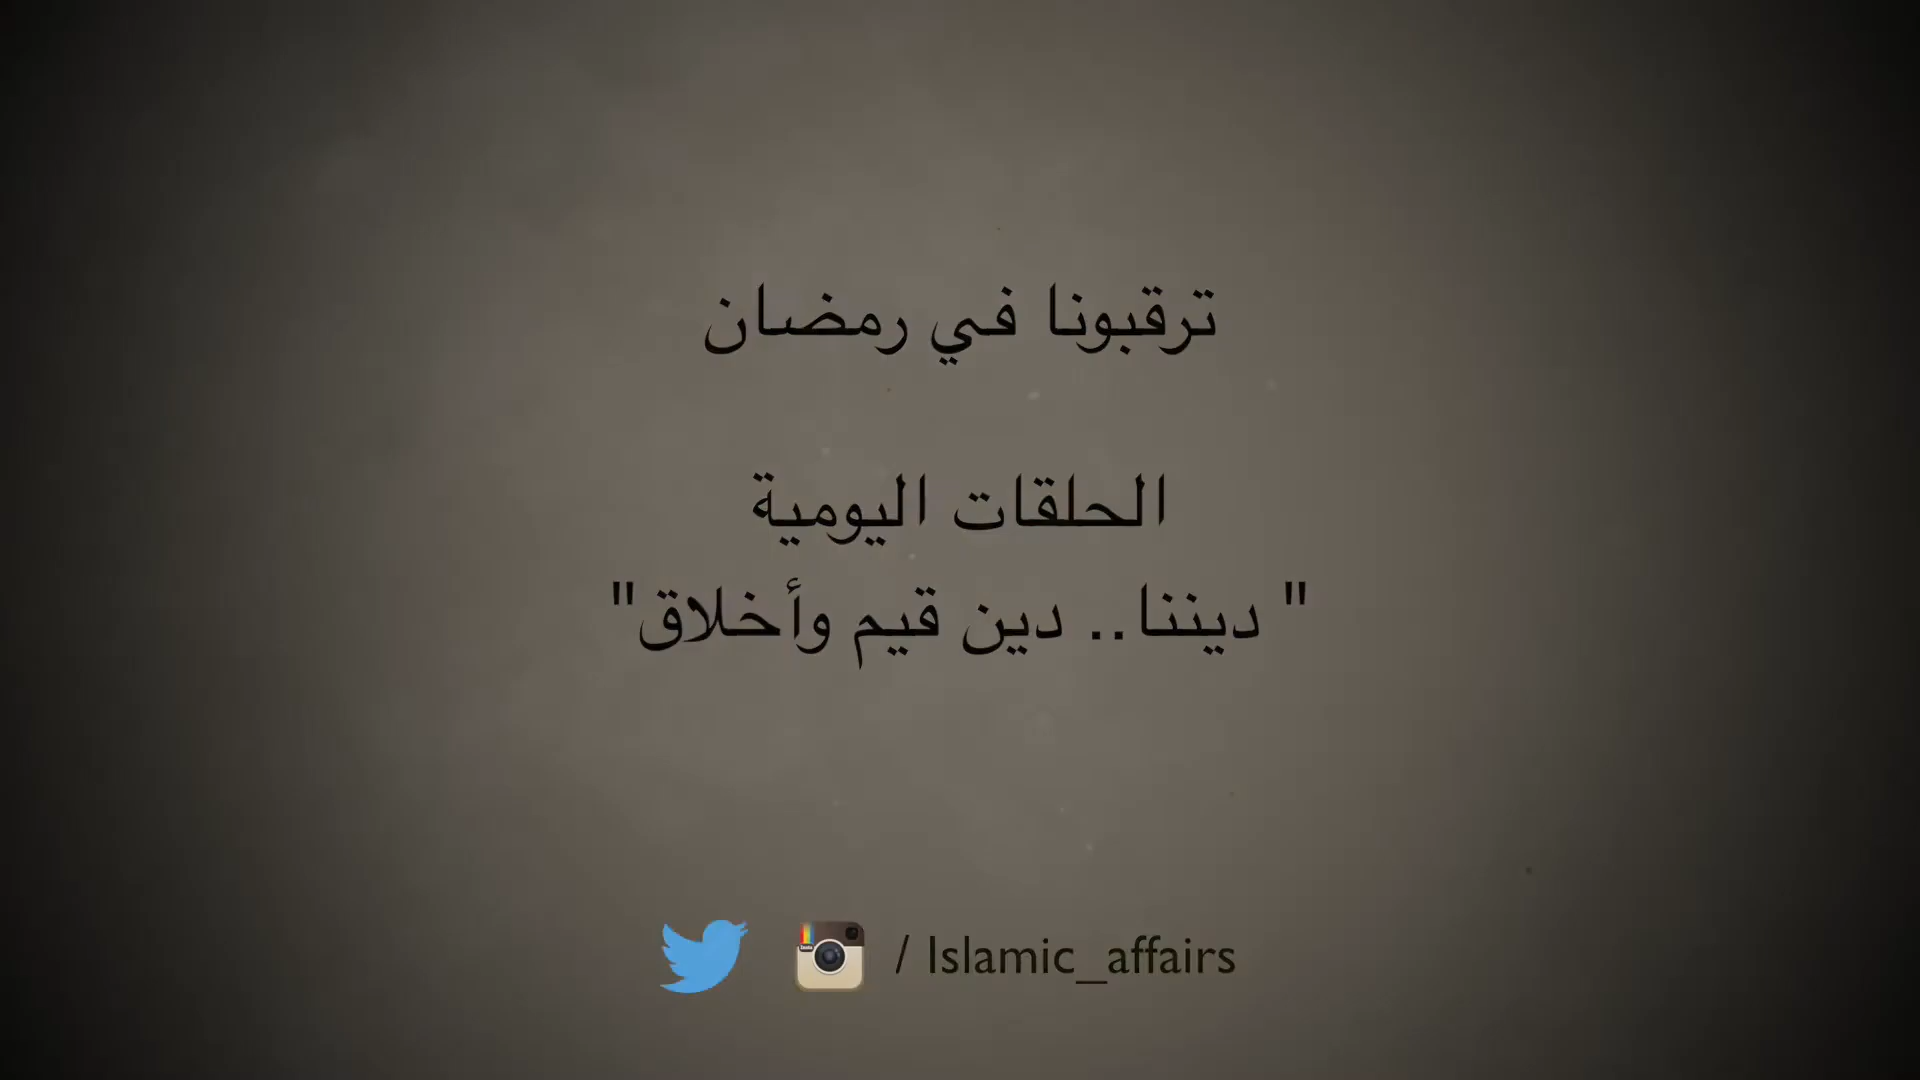 ترقبونا في رمضان
الحلقات اليومية
" ديننا.. دين قيم وأخلاق"
/ Islamic_affairs